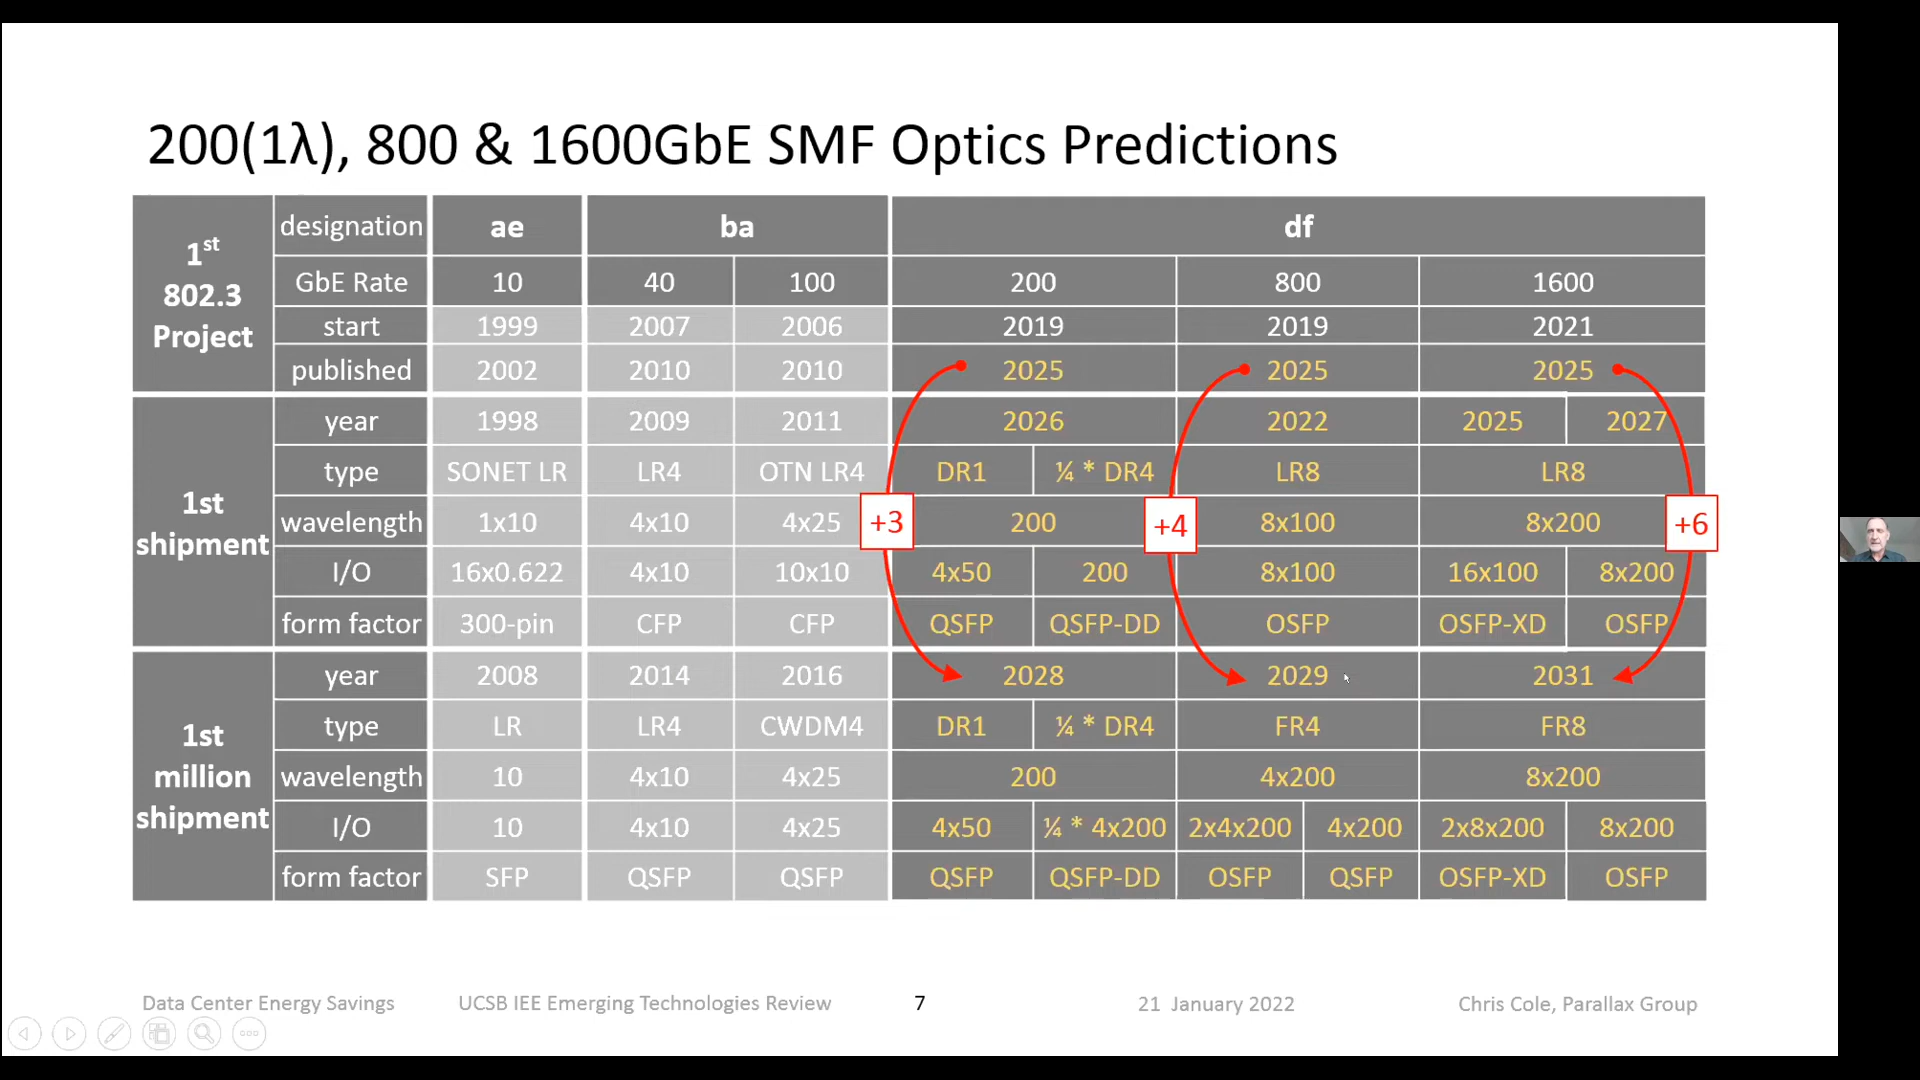 200(1λ), 800 & 1600GbE SMF Optics Predictions
1st 802.3 Project designation ae ba df
GbE Rate 10 40 100 200 800 1600
start 1999 2007 2006 2019 2019 2021
published 2002 2010 2010 2025 2025 2025
1st shipment year 1998 2009 2011 2026 2022 2025 2027
type SONET LR LR4 OTN LR4 DR1 ¼ * DR4 LR8 LR8
wavelength 1x10 4x10 4x25 +3 200 +4 8x100 8x200 +6
I/O 16x0.622 4x10 10x10 4x50 200 8x100 16x100 8x200
form factor 300-pin CFP CFP QSFP QSFP-DD OSFP OSFP-XD OSFP
1st million shipment year 2008 2014 2016 2028 2029 2031
type LR LR4 CWDM4 DR1 ¼ * DR4 FR4 FR8
wavelength 10 4x10 4x25 200 4x200 8x200
I/O 10 4x10 4x25 4x50 ¼ * 4x200 2x4x200 4x200 2x8x200 8x200
form factor SFP QSFP QSFP QSFP QSFP-DD OSFP QSFP OSFP-XD OSFP
Data Center Energy Savings UCSB IEE Emerging Technologies Review 7 21 January 2022 Chris Cole, Parallax Group